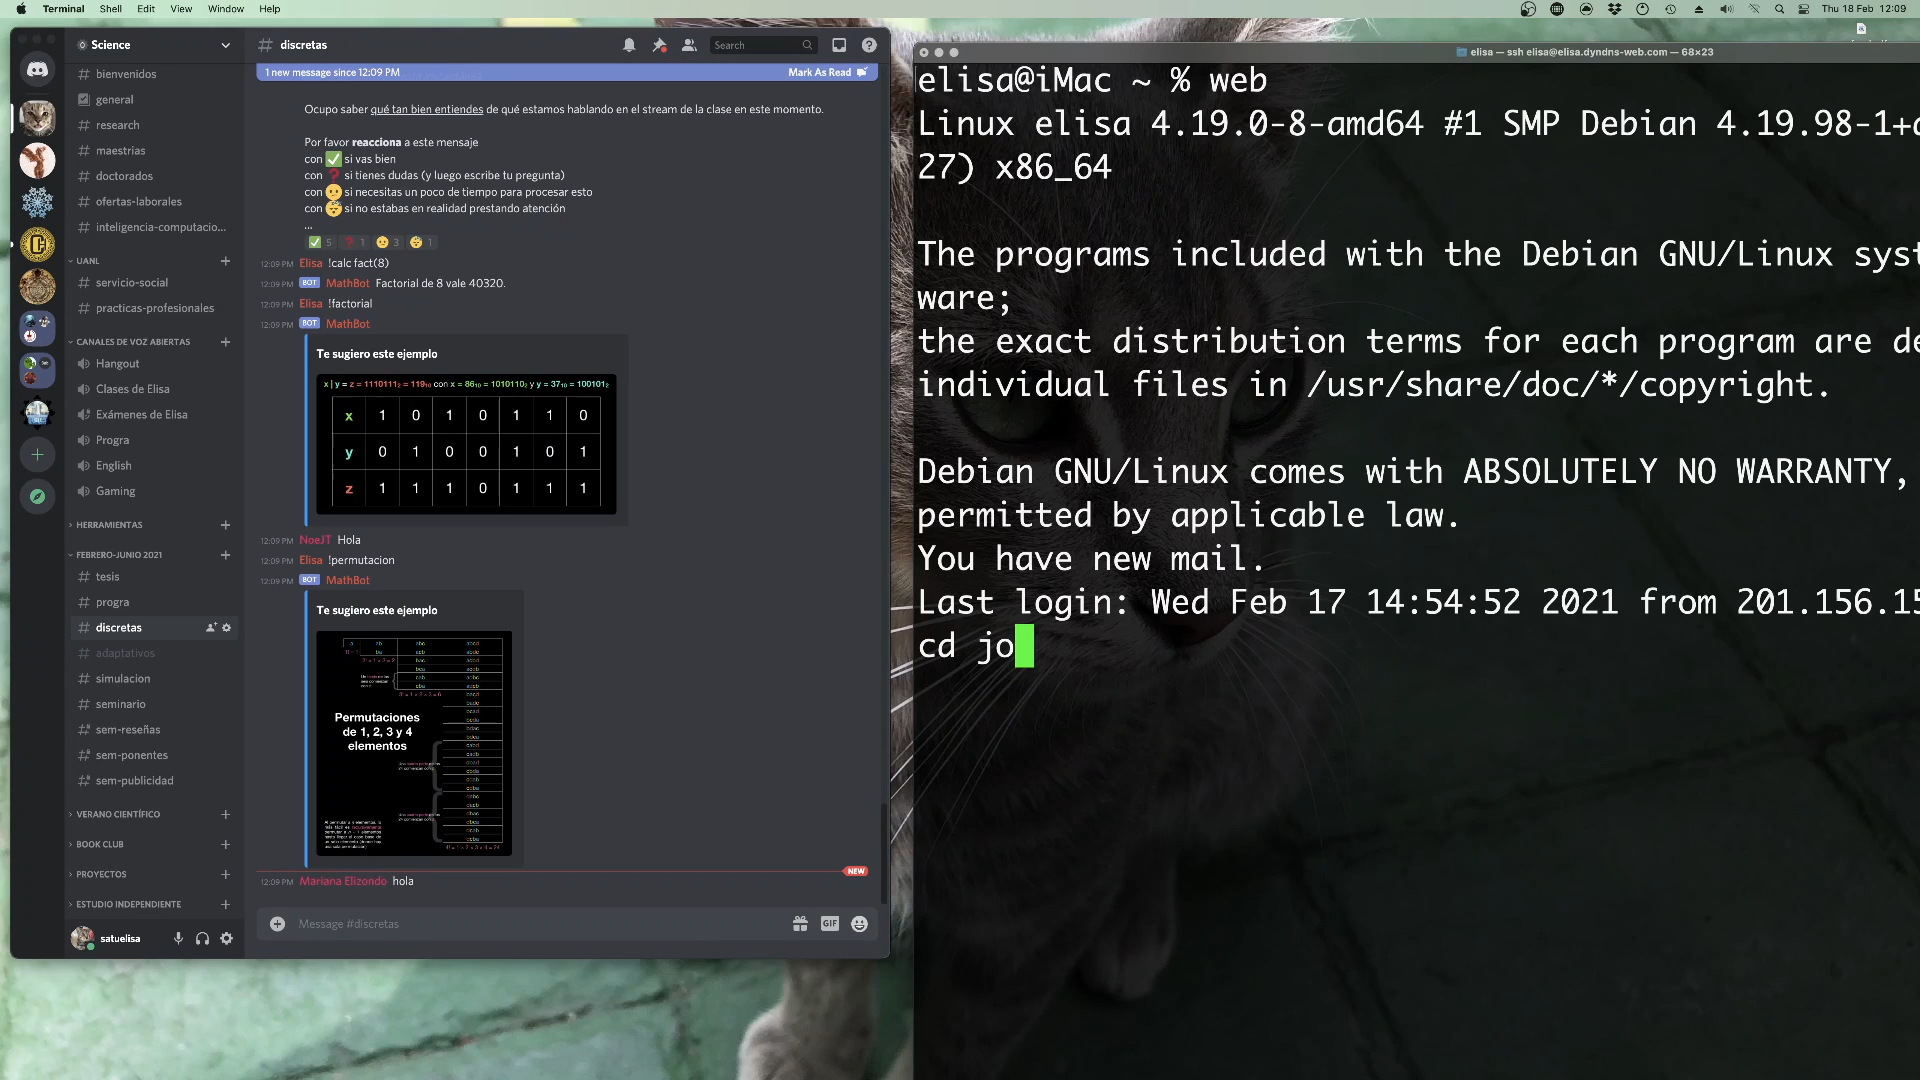 Terminal Shell Edit View Window Help
Thu 18 Feb 12:09
Science
bienvenidos
general
research
maestrias
doctorados
ofertas-laborales
inteligencia-computacio...
UANL
servicio-social
practicas-profesionales
CANALES DE VOZ ABIERTAS
Hangout
Clases de Elisa
Exámenes de Elisa
Progra
English
Gaming
HERRAMIENTAS
FEBRERO-JUNIO 2021
tesis
progra
discretas
adaptativos
simulacion
seminario
sem-reseñas
sem-ponentes
sem-publicidad
VERANO CIENTÍFICO
BOOK CLUB
PROYECTOS
ESTUDIO INDEPENDIENTE
satuelisa
# discretas
Search
1 new message since 12:09 PM
Mark As Read
Ocupo saber qué tan bien entiendes de qué estamos hablando en el stream de la clase en este momento.
Por favor reacciona a este mensaje
con ✅ si vas bien
con ❓ si tienes dudas (y luego escribe tu pregunta)
con 😕 si necesitas un poco de tiempo para procesar esto
con 😴 si no estabas en realidad prestando atención
...
✅ 5 ❓ 1 😕 3 😴 1
12:09 PM Elisa !calc fact(8)
12:09 PM BOT MathBot Factorial de 8 vale 40320.
12:09 PM Elisa !factorial
12:09 PM BOT MathBot
Te sugiero este ejemplo
x | y = z = 1110111₂ = 119₁₀ con x = 86₁₀ = 1010110₂ y y = 37₁₀ = 100101₂
x 1 0 1 0 1 1 0
y 0 1 0 0 1 0 1
z 1 1 1 0 1 1 1
12:09 PM NoeJT Hola
12:09 PM Elisa !permutacion
12:09 PM BOT MathBot
Te sugiero este ejemplo
Permutaciones
de 1, 2, 3 y 4
elementos
NEW
12:09 PM Mariana Elizondo hola
Message #discretas
GIF
elisa — ssh elisa@elisa.dyndns-web.com — 68×23
elisa@iMac ~ % web
Linux elisa 4.19.0-8-amd64 #1 SMP Debian 4.19.98-1+
27) x86_64
The programs included with the Debian GNU/Linux syst
ware;
the exact distribution terms for each program are de
individual files in /usr/share/doc/*/copyright.
Debian GNU/Linux comes with ABSOLUTELY NO WARRANTY,
permitted by applicable law.
You have new mail.
Last login: Wed Feb 17 14:54:52 2021 from 201.156.15
cd jo